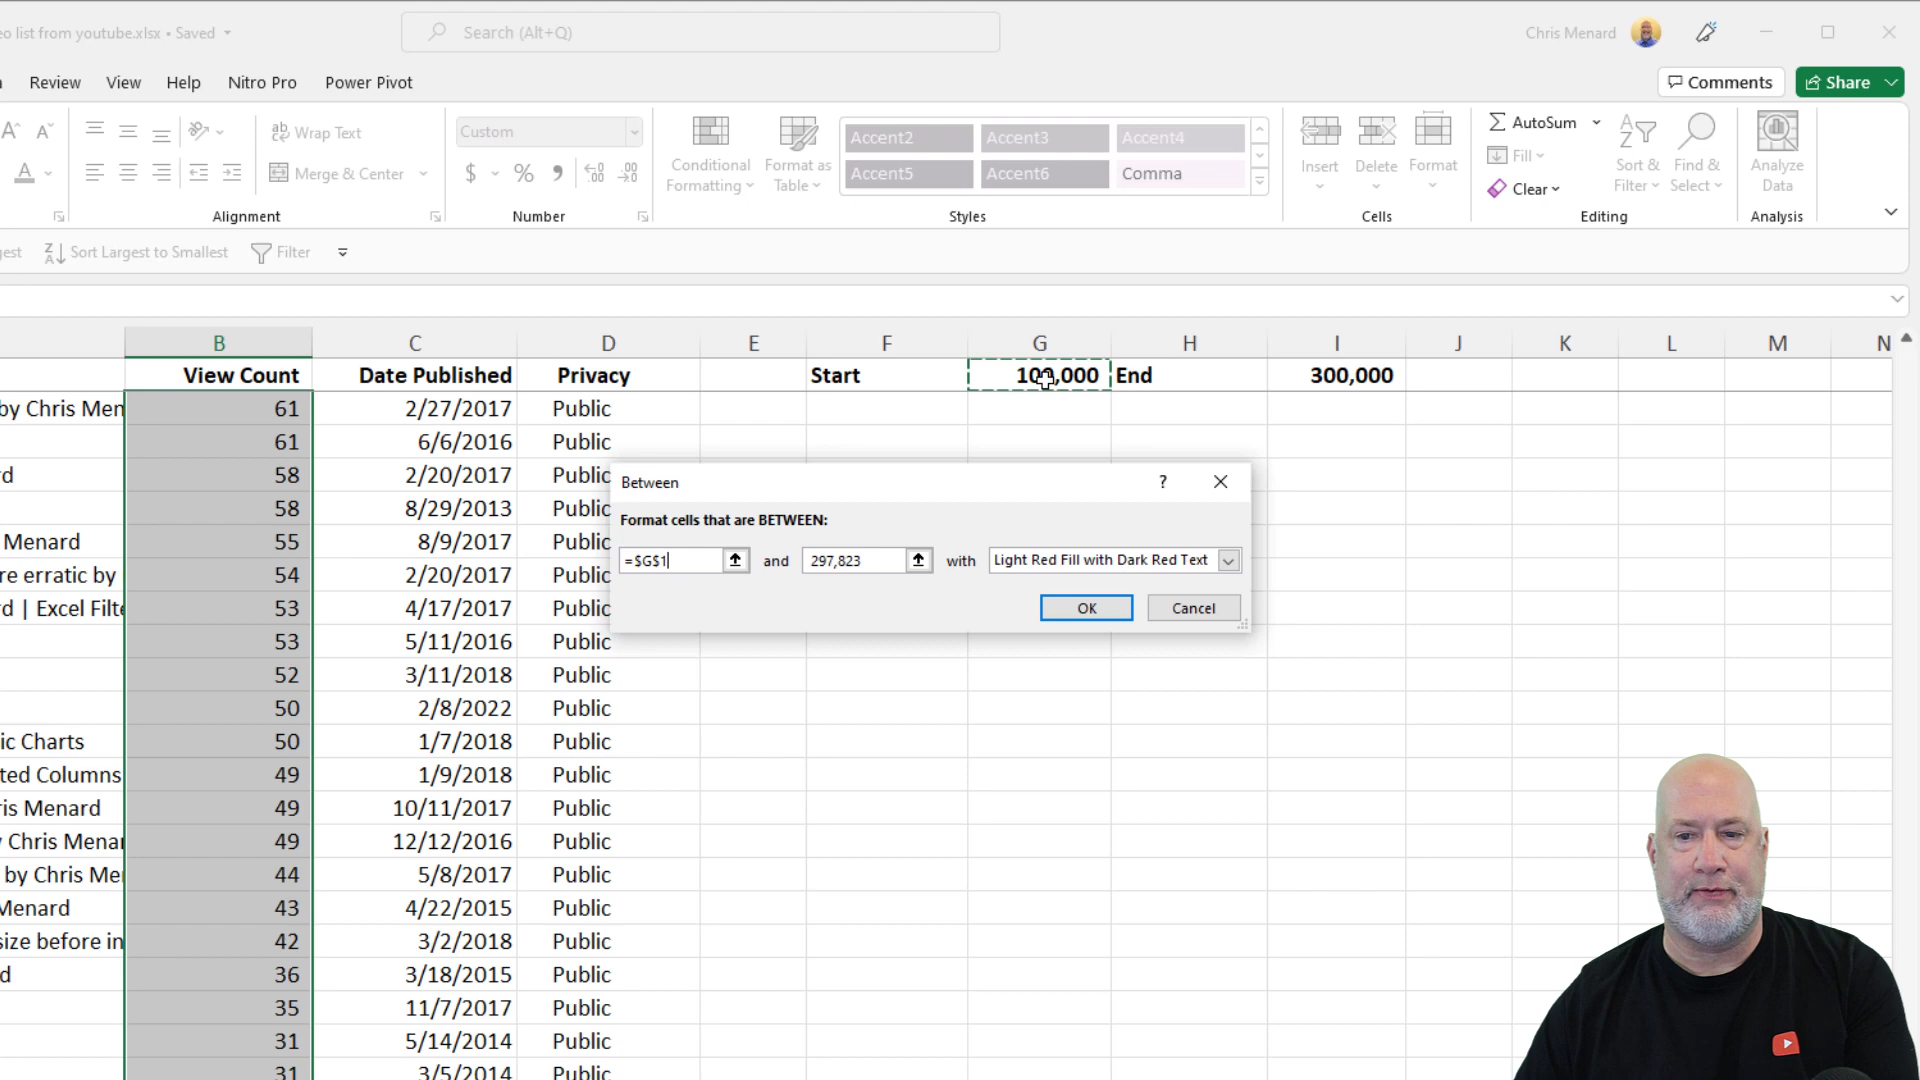 eo list from youtube.xlsx • Saved
Search (Alt+Q)
Chris Menard
Review View Help Nitro Pro Power Pivot
Comments Share
Wrap Text
Merge & Center
Alignment
Custom
$ % ,
Number
Conditional Formatting
Format as Table
Accent2 Accent3 Accent4
Accent5 Accent6 Comma
Styles
Insert Delete Format
Cells
AutoSum
Fill
Clear
Sort & Filter
Find & Select
Editing
Analyze Data
Analysis
gest Sort Largest to Smallest Filter
B C D E F G H I J K L M N
View Count Date Published Privacy Start 100,000 End 300,000
by Chris Men 61 2/27/2017 Public
61 6/6/2016 Public
rd 58 2/20/2017 Public
58 8/29/2013 Public
Menard 55 8/9/2017 Public
re erratic by 54 2/20/2017 Public
rd | Excel Filte 53 4/17/2017 Public
53 5/11/2016 Public
52 3/11/2018 Public
50 2/8/2022 Public
ic Charts 50 1/7/2018 Public
ted Columns 49 1/9/2018 Public
ris Menard 49 10/11/2017 Public
y Chris Menar 49 12/12/2016 Public
by Chris Mer 44 5/8/2017 Public
Menard 43 4/22/2015 Public
size before in 42 3/2/2018 Public
d 36 3/18/2015 Public
35 11/7/2017 Public
31 5/14/2014 Public
31 3/5/2014 Public
Between ?
Format cells that are BETWEEN:
=$G$1 and 297,823 with Light Red Fill with Dark Red Text
OK Cancel